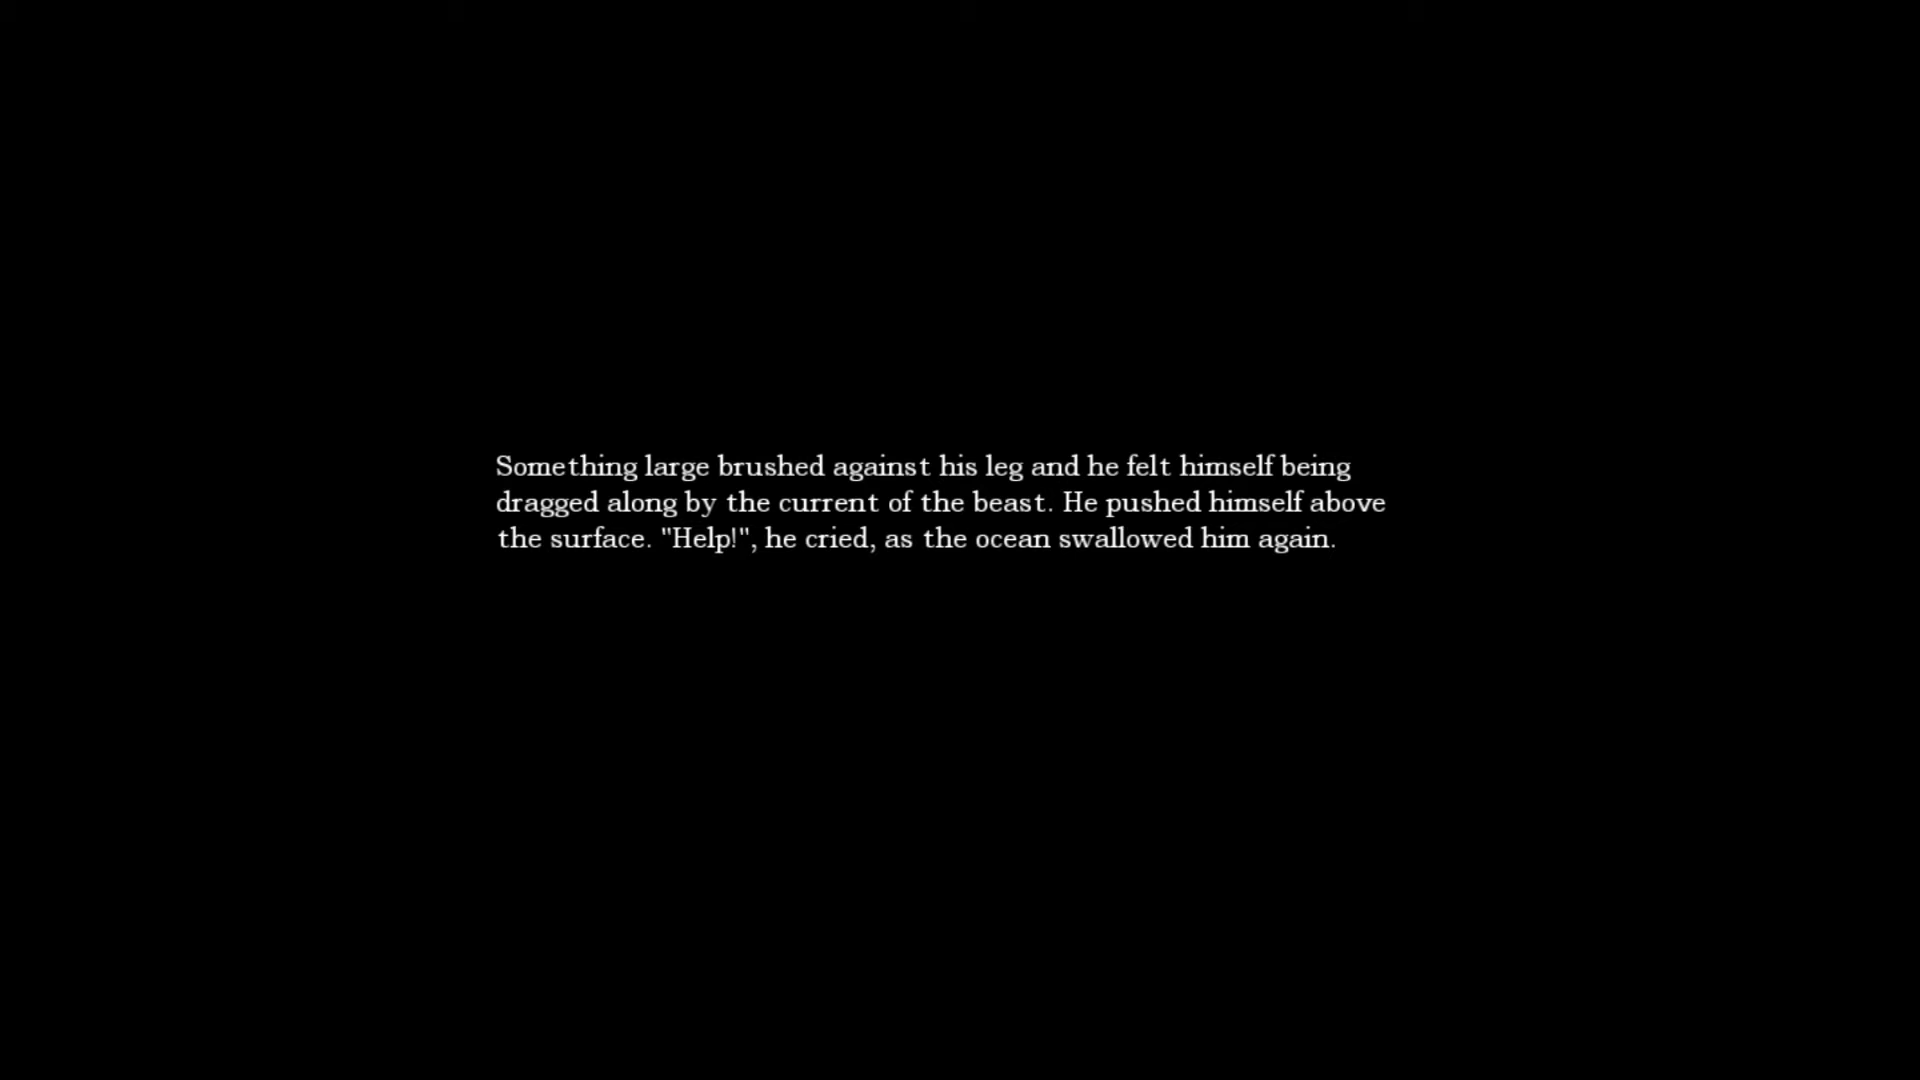 Something large brushed against his leg and he felt himself being
dragged along by the current of the beast. He pushed himself above
the surface. "Help!", he cried, as the ocean swallowed him again.